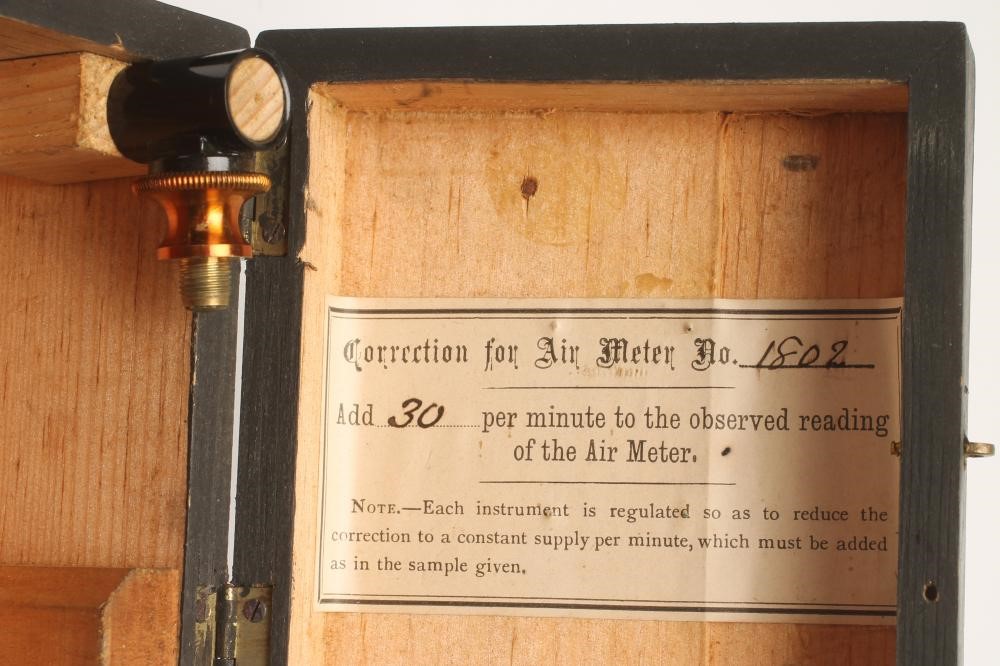 Correction for Air Meter No. 1802
Add 30 per minute to the observed reading
of the Air Meter.
NOTE.—Each instrument is regulated so as to reduce the
correction to a constant supply per minute, which must be added
as in the sample given.